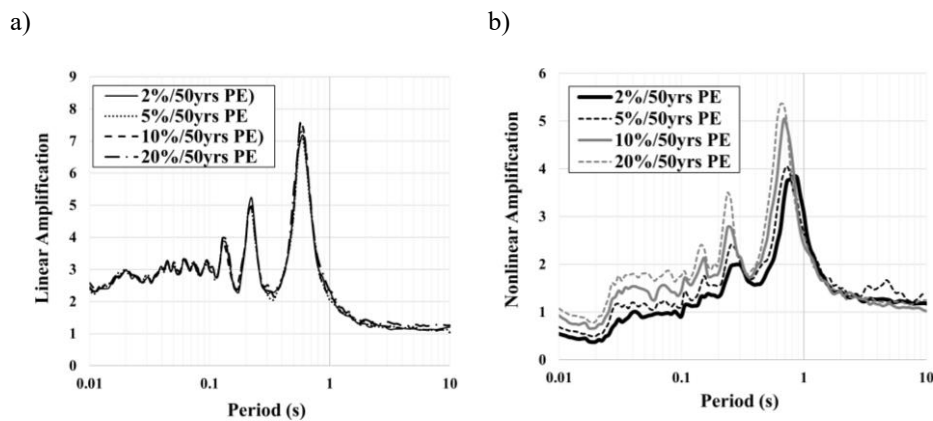 a)
b)
9
8
7
6
5
4
3
2
1
0
Linear Amplification
2%/50yrs PE)
5%/50yrs PE
10%/50yrs PE)
20%/50yrs PE
0.01
0.1
1
10
Period (s)
6
5
4
3
2
1
0
Nonlinear Amplification
2%/50yrs PE
5%/50yrs PE
10%/50yrs PE
20%/50yrs PE
0.01
0.1
1
10
Period (s)